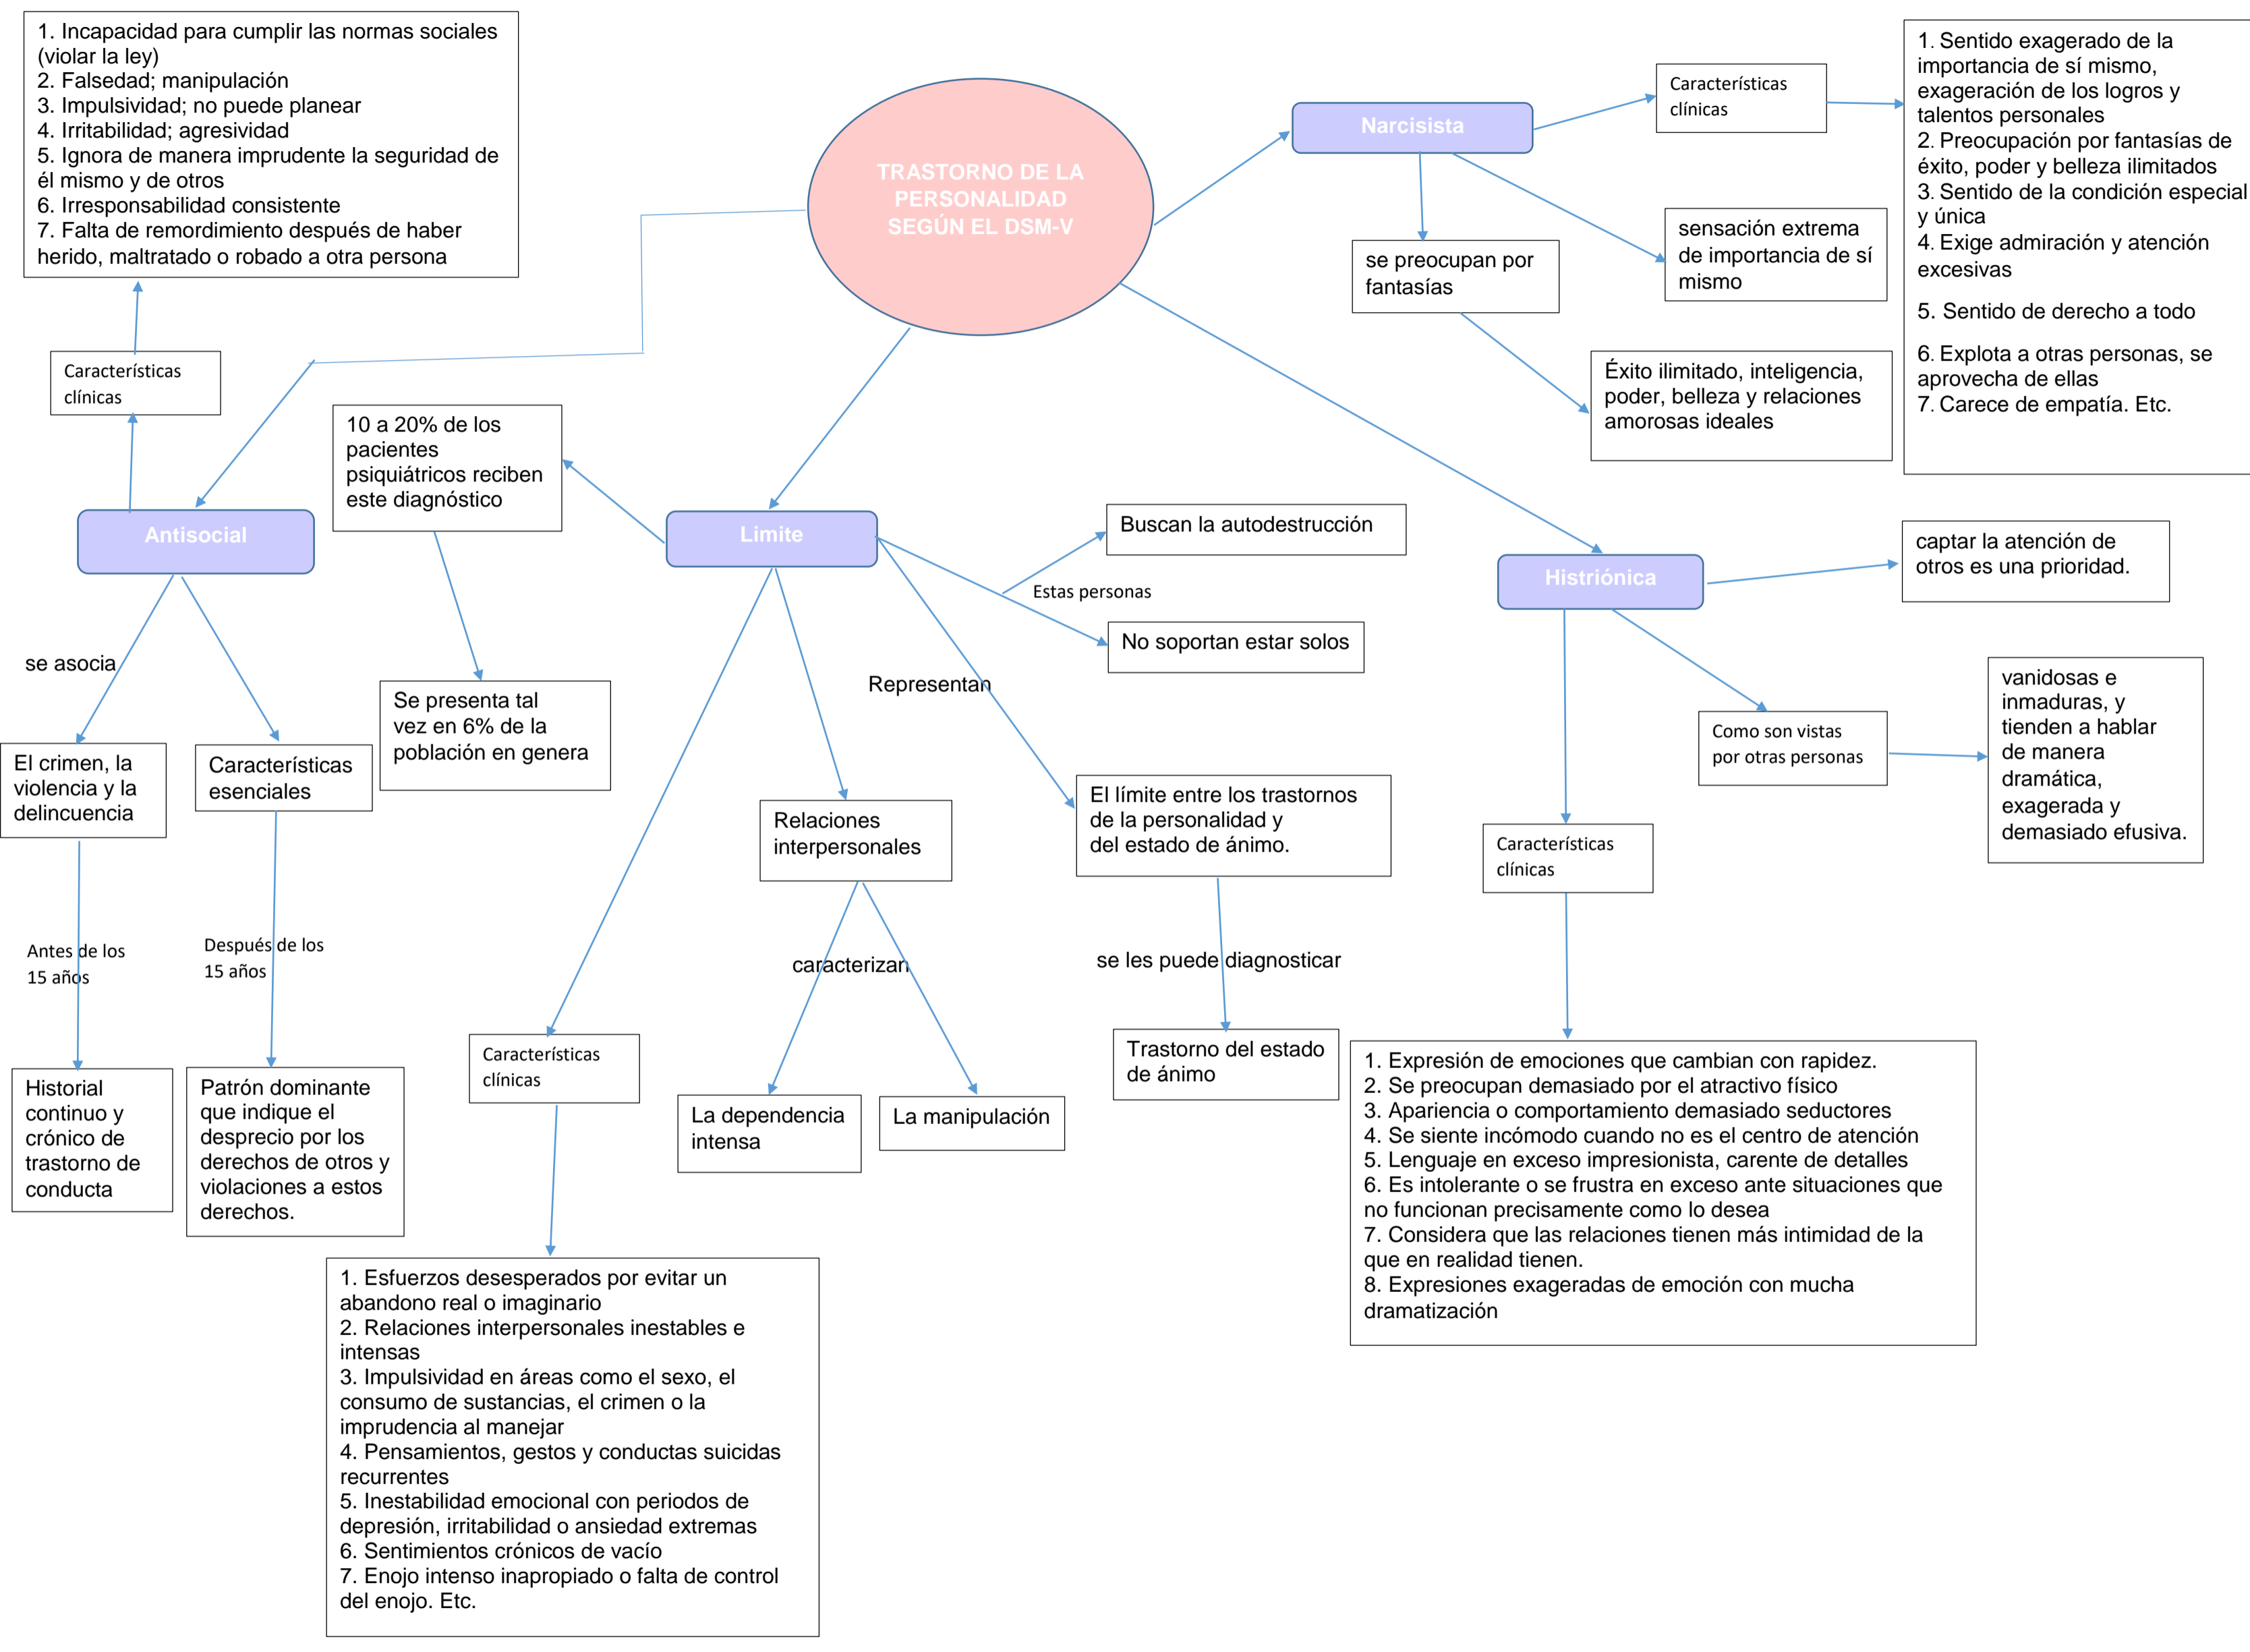 1. Incapacidad para cumplir las normas sociales
(violar la ley)
2. Falsedad; manipulación
3. Impulsividad; no puede planear
4. Irritabilidad; agresividad
5. Ignora de manera imprudente la seguridad de
él mismo y de otros
6. Irresponsabilidad consistente
7. Falta de remordimiento después de haber
herido, maltratado o robado a otra persona
Características
clínicas
TRASTORNO DE LA
PERSONALIDAD
SEGÚN EL DSM-V
Narcisista
Características
clínicas
1. Sentido exagerado de la
importancia de sí mismo,
exageración de los logros y
talentos personales
2. Preocupación por fantasías de
éxito, poder y belleza ilimitados
3. Sentido de la condición especial
y única
4. Exige admiración y atención
excesivas
5. Sentido de derecho a todo
6. Explota a otras personas, se
aprovecha de ellas
7. Carece de empatía. Etc.
se preocupan por
fantasías
sensación extrema
de importancia de sí
mismo
Éxito ilimitado, inteligencia,
poder, belleza y relaciones
amorosas ideales
Antisocial
se asocia
El crimen, la
violencia y la
delincuencia
Características
esenciales
Antes de los
15 años
Después de los
15 años
Historial
continuo y
crónico de
trastorno de
conducta
Patrón dominante
que indique el
desprecio por los
derechos de otros y
violaciones a estos
derechos.
10 a 20% de los
pacientes
psiquiátricos reciben
este diagnóstico
Se presenta tal
vez en 6% de la
población en genera
Limite
Buscan la autodestrucción
Estas personas
No soportan estar solos
Representan
El límite entre los trastornos
de la personalidad y
del estado de ánimo.
se les puede diagnosticar
Trastorno del estado
de ánimo
Relaciones
interpersonales
caracterizan
La dependencia
intensa
La manipulación
Características
clínicas
1. Esfuerzos desesperados por evitar un
abandono real o imaginario
2. Relaciones interpersonales inestables e
intensas
3. Impulsividad en áreas como el sexo, el
consumo de sustancias, el crimen o la
imprudencia al manejar
4. Pensamientos, gestos y conductas suicidas
recurrentes
5. Inestabilidad emocional con periodos de
depresión, irritabilidad o ansiedad extremas
6. Sentimientos crónicos de vacío
7. Enojo intenso inapropiado o falta de control
del enojo. Etc.
Histriónica
captar la atención de
otros es una prioridad.
Como son vistas
por otras personas
vanidosas e
inmaduras, y
tienden a hablar
de manera
dramática,
exagerada y
demasiado efusiva.
Características
clínicas
1. Expresión de emociones que cambian con rapidez.
2. Se preocupan demasiado por el atractivo físico
3. Apariencia o comportamiento demasiado seductores
4. Se siente incómodo cuando no es el centro de atención
5. Lenguaje en exceso impresionista, carente de detalles
6. Es intolerante o se frustra en exceso ante situaciones que
no funcionan precisamente como lo desea
7. Considera que las relaciones tienen más intimidad de la
que en realidad tienen.
8. Expresiones exageradas de emoción con mucha
dramatización